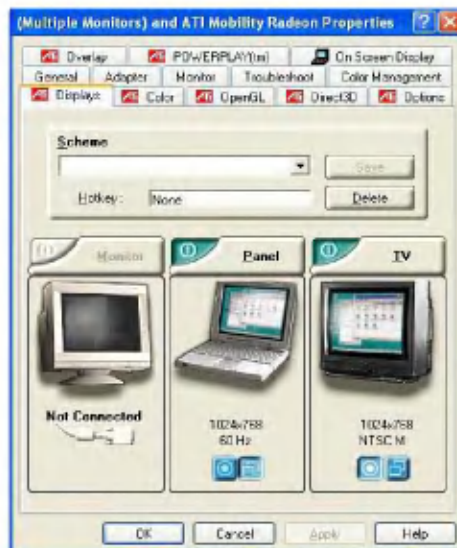 (Multiple Monitors) and ATI Mobility Radeon Properties
Overlay POWERPLAY(tm) On Screen Display
General Adapter Monitor Troubleshoot Color Management
Displays Color OpenGL Direct3D Options
Scheme
Save
Hotkey: None Delete
Monitor Panel TV
Not Connected
1024x768 1024x768
60 Hz NTSC M
OK Cancel Apply Help